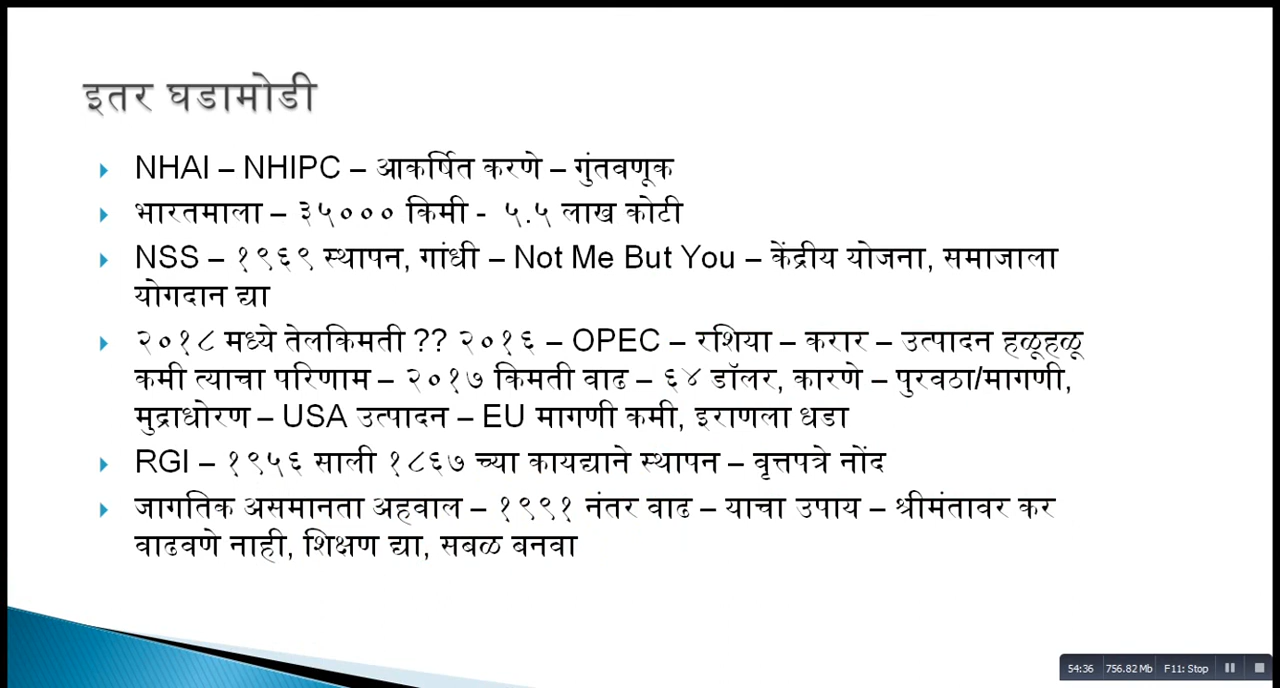 इतर घडामोडी
NHAI – NHIPC – आकर्षित करणे – गुंतवणूक
भारतमाला – ३५००० किमी - ५.५ लाख कोटी
NSS – १९६९ स्थापन, गांधी – Not Me But You – केंद्रीय योजना, समाजाला
योगदान द्या
२०१८ मध्ये तेलकिमती ?? २०१६ – OPEC – रशिया – करार – उत्पादन हळूहळू
कमी त्याचा परिणाम – २०१७ किमती वाढ – ६४ डॉलर, कारणे – पुरवठा/मागणी,
मुद्राधोरण – USA उत्पादन – EU मागणी कमी, इराणला धडा
RGI – १९५६ साली १८६७ च्या कायद्याने स्थापन – वृत्तपत्रे नोंद
जागतिक असमानता अहवाल – १९९१ नंतर वाढ – याचा उपाय – श्रीमंतावर कर
वाढवणे नाही, शिक्षण द्या, सबळ बनवा
54:36 756.82 Mb F11: Stop